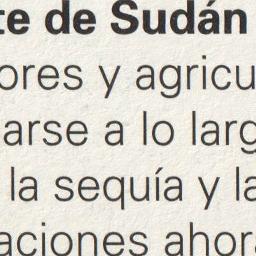 te de Sudán
ores y agricu
arse a lo larg
la sequía y la
aciones ahora